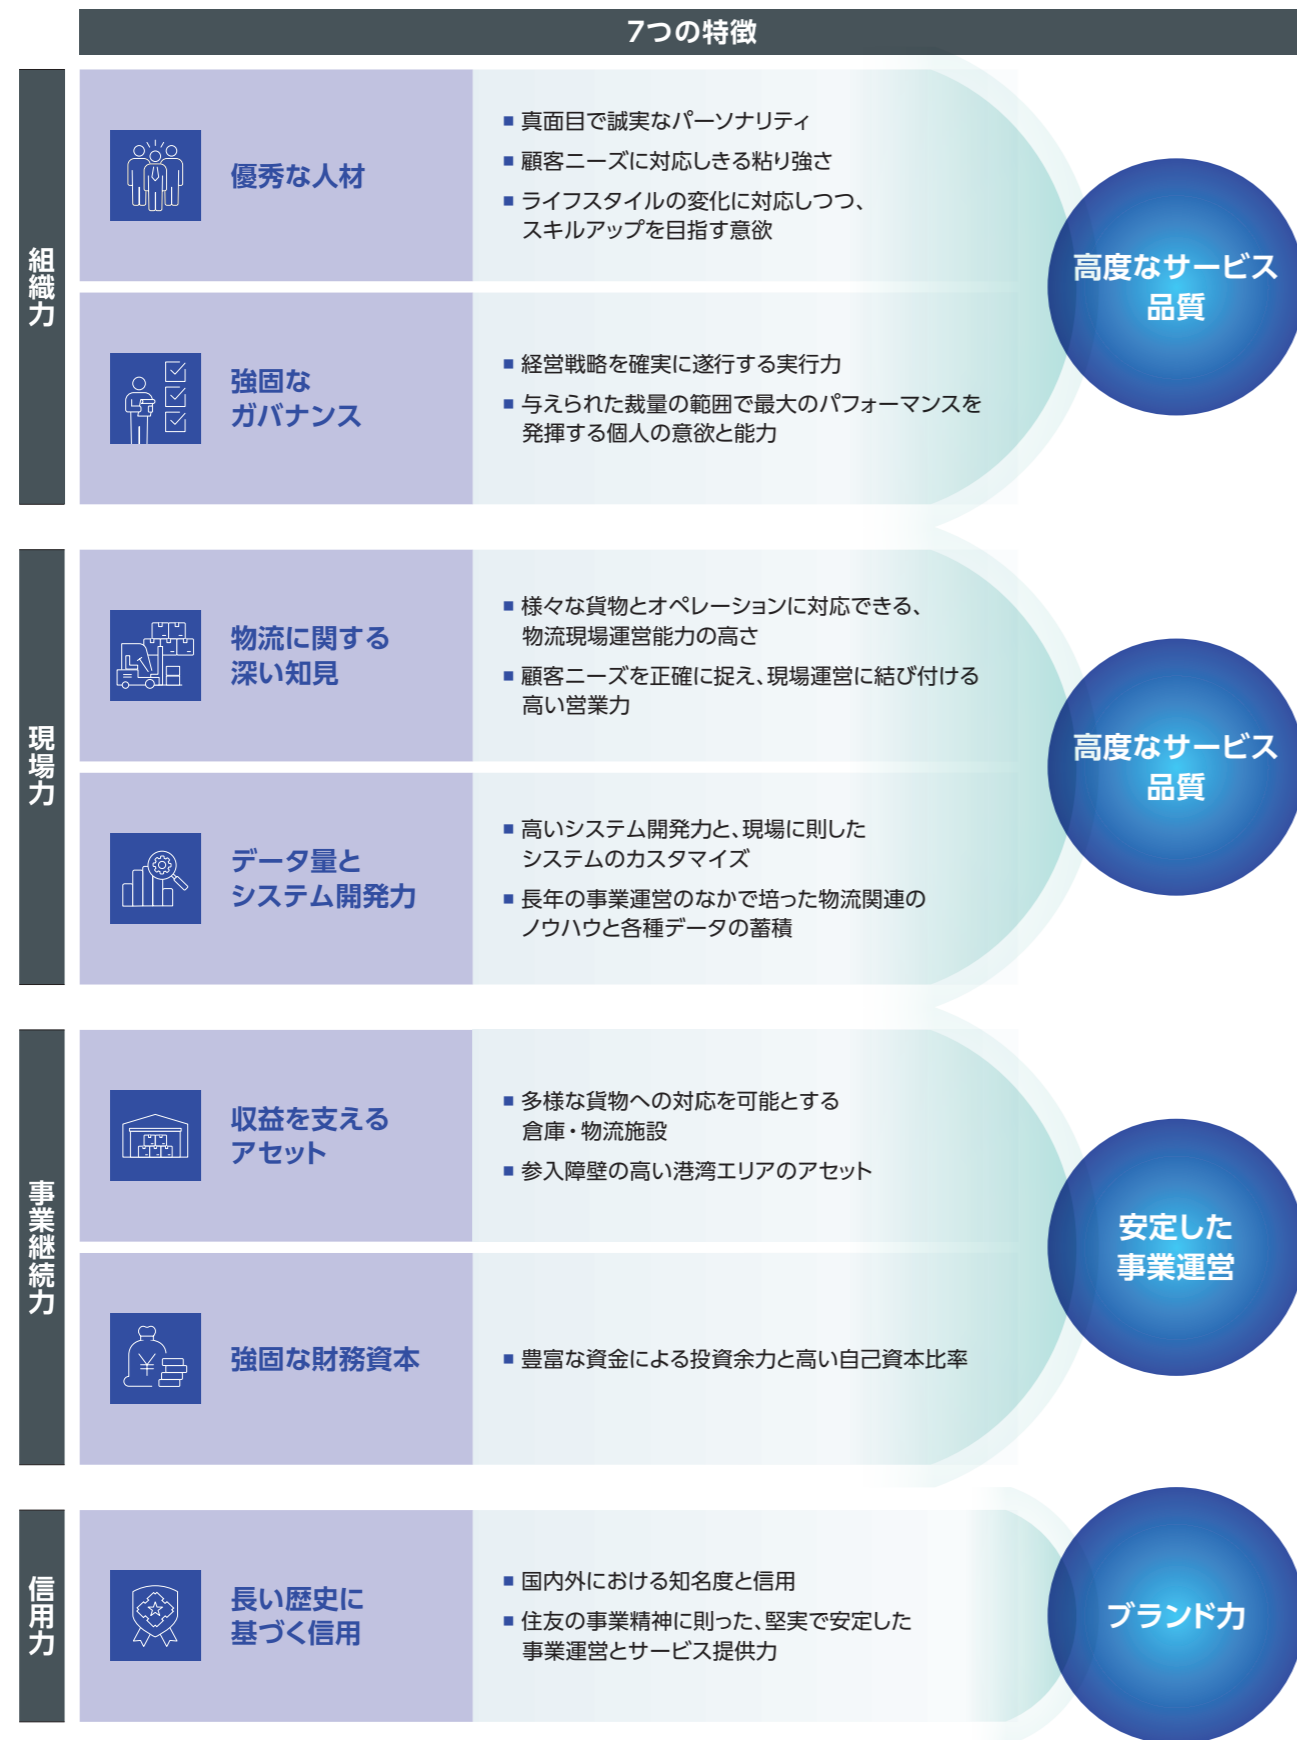 7つの特徴
組織力
優秀な人材
■ 真面目で誠実なパーソナリティ
■ 顧客ニーズに対応しきる粘り強さ
■ ライフスタイルの変化に対応しつつ、
スキルアップを目指す意欲
強固な
ガバナンス
■ 経営戦略を確実に遂行する実行力
■ 与えられた裁量の範囲で最大のパフォーマンスを
発揮する個人の意欲と能力
高度なサービス
品質
現場力
物流に関する
深い知見
■ 様々な貨物とオペレーションに対応できる、
物流現場運営能力の高さ
■ 顧客ニーズを正確に捉え、現場運営に結び付ける
高い営業力
データ量と
システム開発力
■ 高いシステム開発力と、現場に則した
システムのカスタマイズ
■ 長年の事業運営のなかで培った物流関連の
ノウハウと各種データの蓄積
高度なサービス
品質
事業継続力
収益を支える
アセット
■ 多様な貨物への対応を可能とする
倉庫・物流施設
■ 参入障壁の高い港湾エリアのアセット
¥
強固な財務資本
■ 豊富な資金による投資余力と高い自己資本比率
安定した
事業運営
信用力
長い歴史に
基づく信用
■ 国内外における知名度と信用
■ 住友の事業精神に則った、堅実で安定した
事業運営とサービス提供力
ブランド力